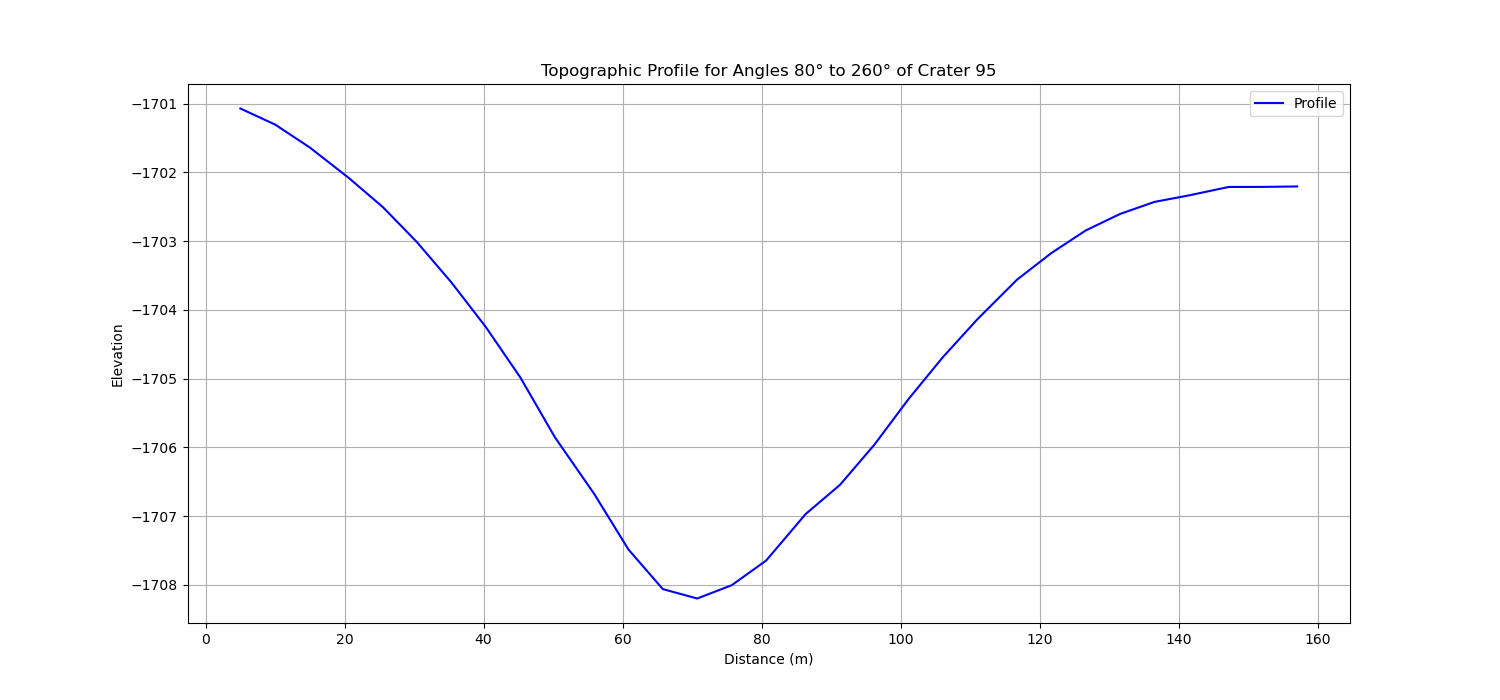 Topographic Profile for Angles 80° to 260° of Crater 95
Profile
−1701
−1702
−1703
−1704
−1705
−1706
−1707
−1708
Elevation
0 20 40 60 80 100 120 140 160
Distance (m)